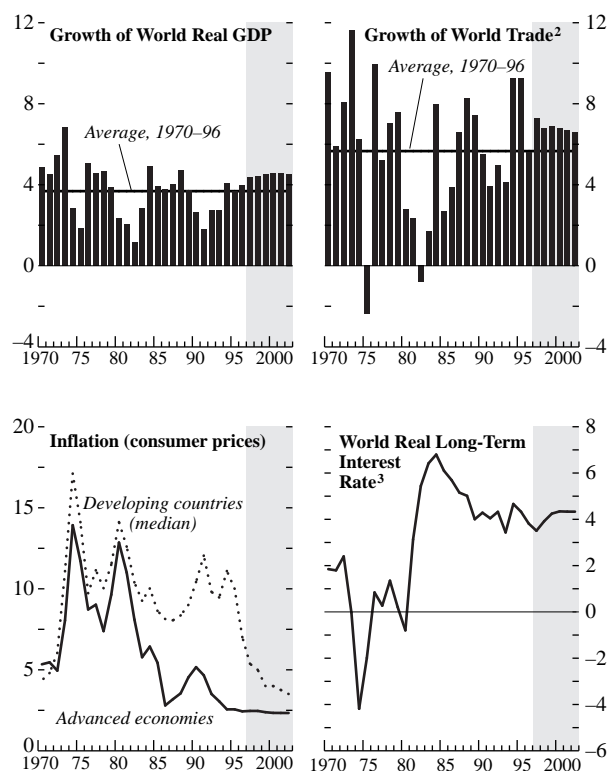 Growth of World Real GDP
Average, 1970–96
12
8
4
0
–4
1970 75 80 85 90 95 2000
Growth of World Trade2
Average, 1970–96
12
8
4
0
–4
1970 75 80 85 90 95 2000
Inflation (consumer prices)
Developing countries
(median)
Advanced economies
20
15
10
5
0
1970 75 80 85 90 95 2000
World Real Long-Term
Interest
Rate3
8
6
4
2
0
–2
–4
–6
1970 75 80 85 90 95 2000